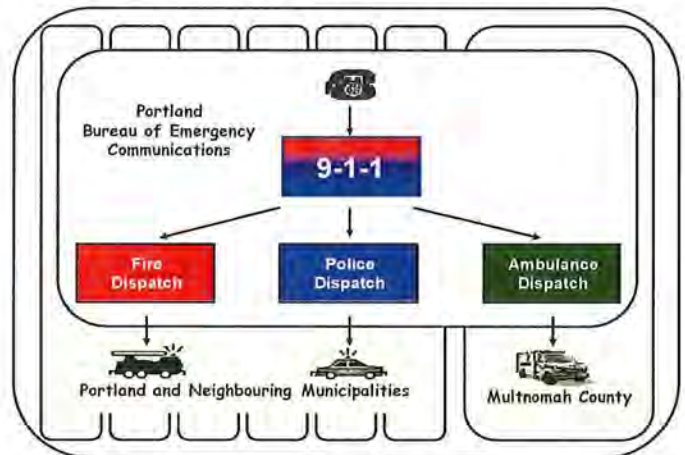 Portland
Bureau of Emergency
Communications
9-1-1
Fire
Dispatch
Police
Dispatch
Ambulance
Dispatch
Portland and Neighbouring Municipalities
Multnomah County